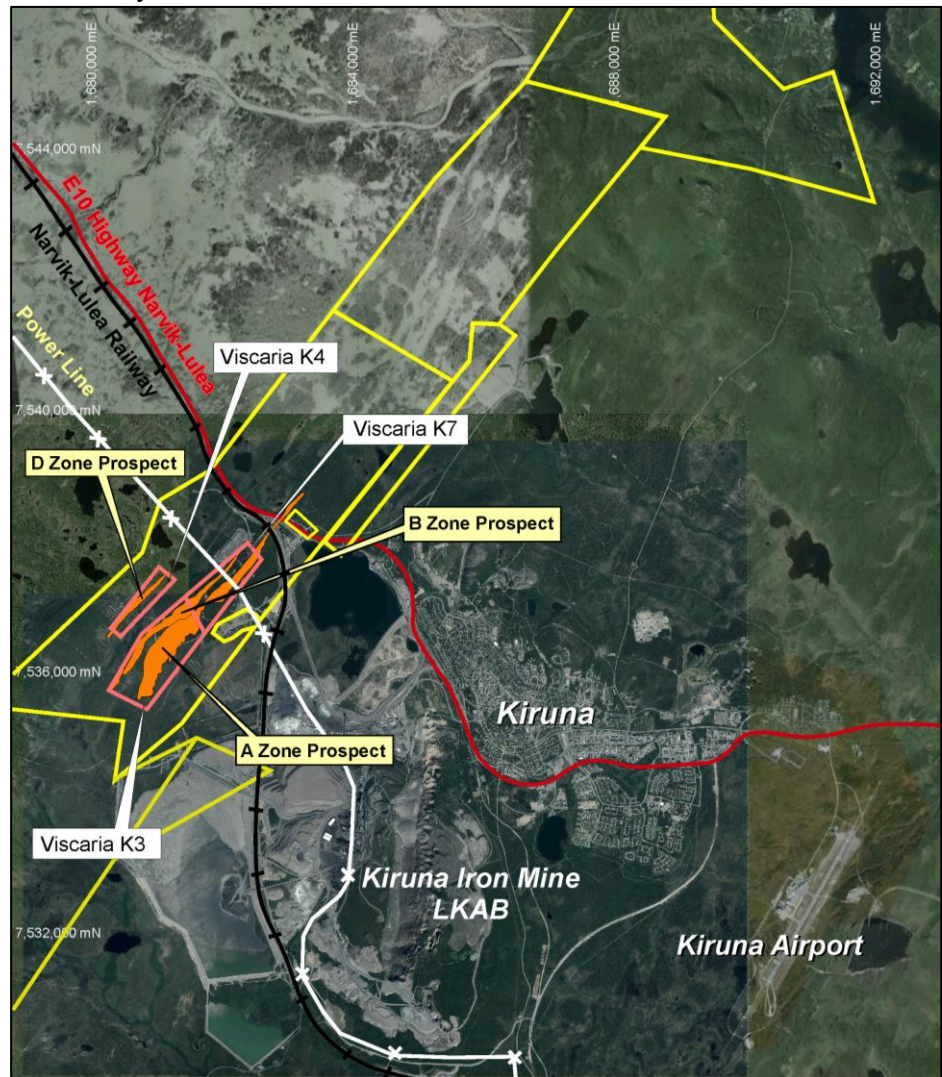 1,680,000 mE
1,684,000 mE
1,688,000 mE
1,692,000 mE
7,544,000 mN
E10 Highway Narvik-Lulea
Narvik-Lulea Railway
Power Line
Viscaria K4
7,540,000 mN
Viscaria K7
D Zone Prospect
B Zone Prospect
7,536,000 mN
Kiruna
A Zone Prospect
Viscaria K3
Kiruna Iron Mine
LKAB
7,532,000 mN
Kiruna Airport